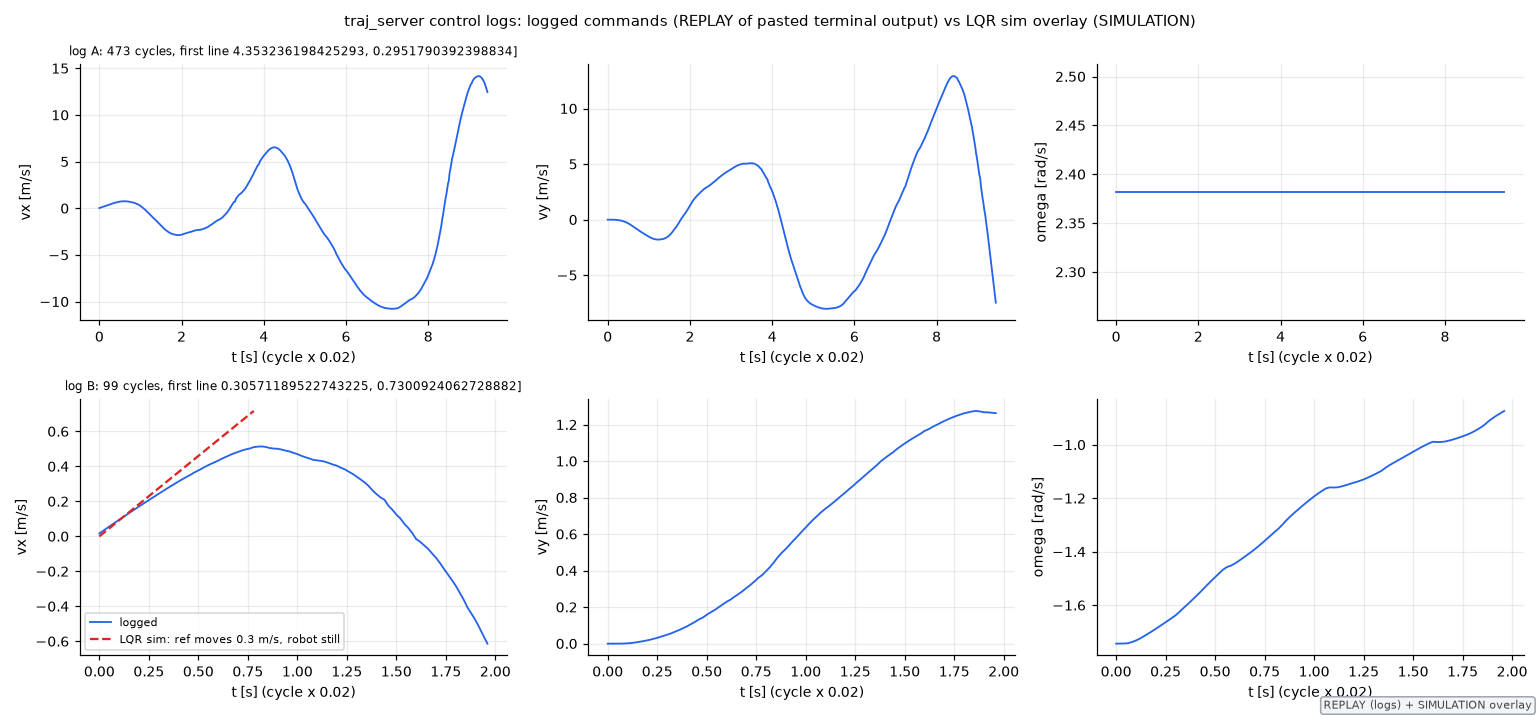 traj_server control logs: logged commands (REPLAY of pasted terminal output) vs LQR sim overlay (SIMULATION)
log A: 473 cycles, first line 4.353236198425293, 0.2951790392398834]
vx [m/s]
15
10
5
0
−5
−10
0 2 4 6 8
t [s] (cycle x 0.02)
vy [m/s]
10
5
0
−5
0 2 4 6 8
t [s] (cycle x 0.02)
omega [rad/s]
2.50
2.45
2.40
2.35
2.30
0 2 4 6 8
t [s] (cycle x 0.02)
log B: 99 cycles, first line 0.30571189522743225, 0.7300924062728882]
vx [m/s]
0.6
0.4
0.2
0.0
−0.2
−0.4
−0.6
logged
LQR sim: ref moves 0.3 m/s, robot still
0.00 0.25 0.50 0.75 1.00 1.25 1.50 1.75 2.00
t [s] (cycle x 0.02)
vy [m/s]
1.2
1.0
0.8
0.6
0.4
0.2
0.0
0.00 0.25 0.50 0.75 1.00 1.25 1.50 1.75 2.00
t [s] (cycle x 0.02)
omega [rad/s]
−1.0
−1.2
−1.4
−1.6
0.00 0.25 0.50 0.75 1.00 1.25 1.50 1.75 2.00
t [s] (cycle x 0.02)
REPLAY (logs) + SIMULATION overlay